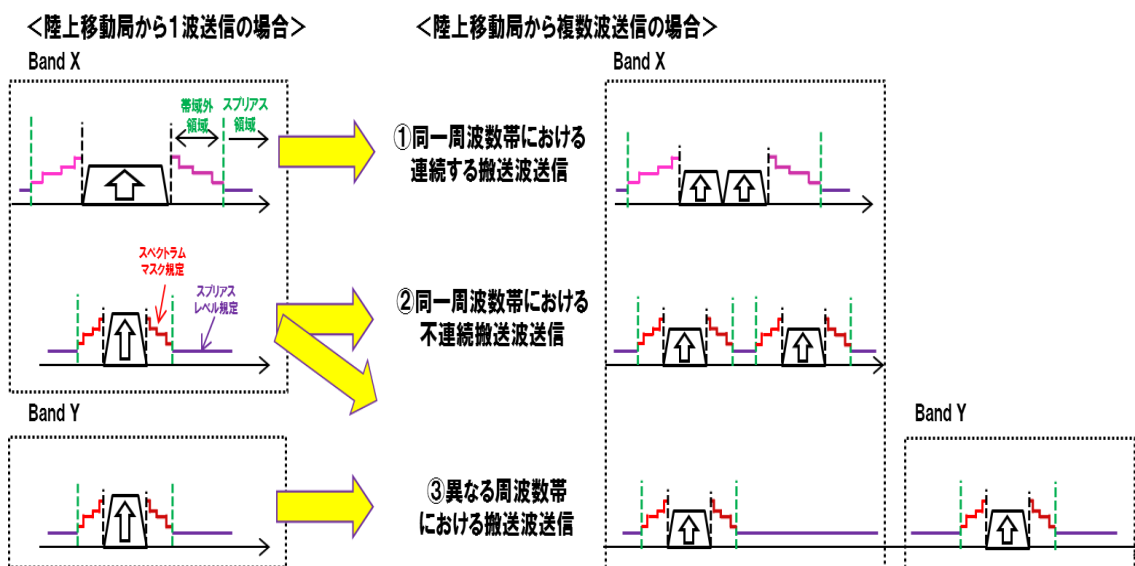 ＜陸上移動局から1波送信の場合＞
＜陸上移動局から複数波送信の場合＞
Band X
Band X
帯域外
領域
スプリアス
領域
①同一周波数帯における
連続する搬送波送信
スペクトラム
マスク規定
スプリアス
レベル規定
②同一周波数帯における
不連続搬送波送信
Band Y
Band Y
③異なる周波数帯
における搬送波送信